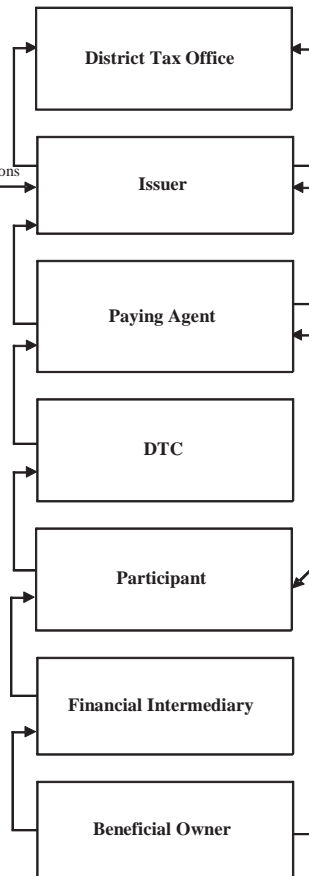 District Tax Office
Issuer
Paying Agent
DTC
Participant
Financial Intermediary
Beneficial Owner